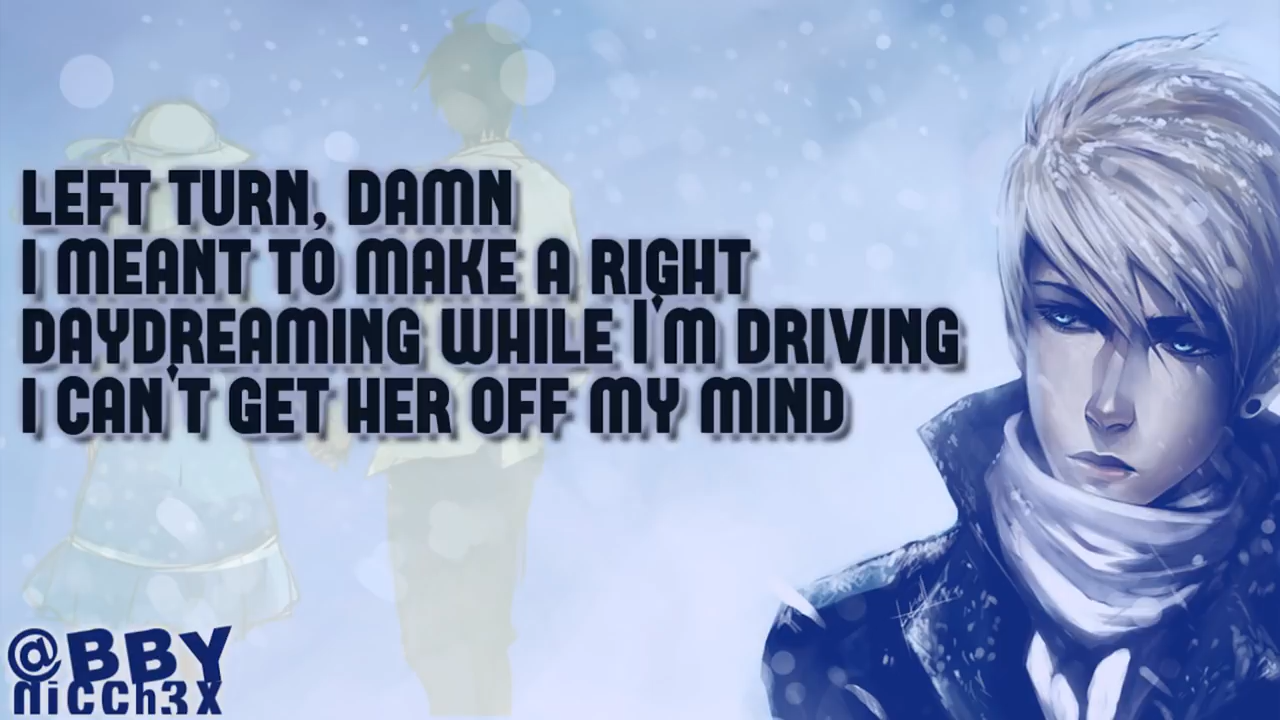 LEFT TURN, DAMN
I MEANT TO MAKE A RIGHT
DAYDREAMING WHILE I'M DRIVING
I CAN'T GET HER OFF MY MIND
@BBY
nicch3x